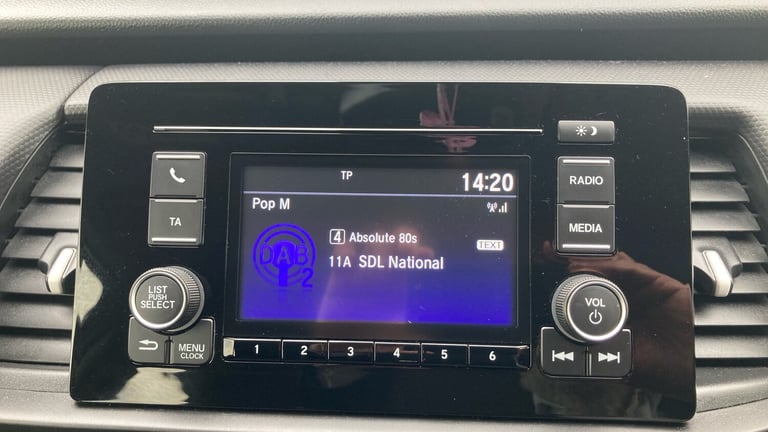 TP
14:20
Pop M
DAB
2
4 Absolute 80s
TEXT
11A SDL National
TA
LIST
PUSH
SELECT
MENU
CLOCK
RADIO
MEDIA
VOL
1 2 3 4 5 6